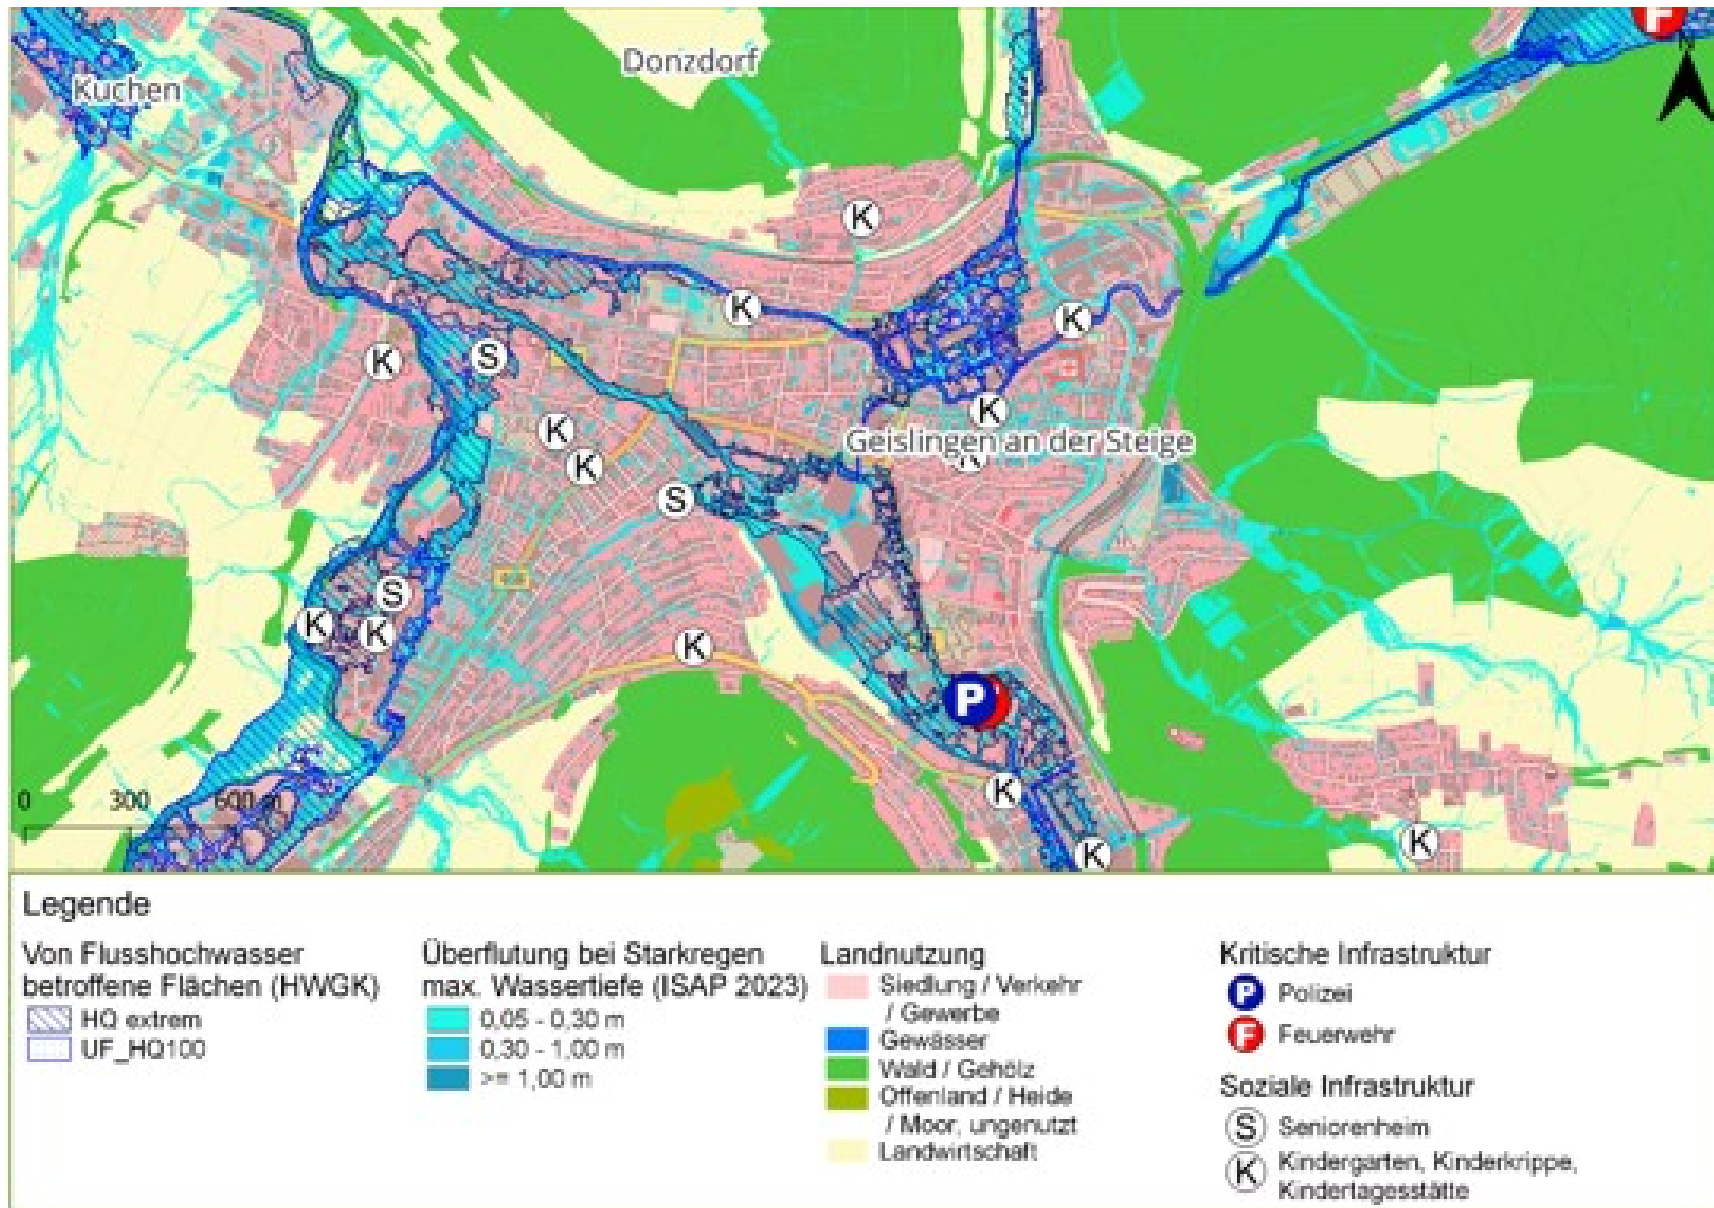 Donzdorf
Kuchen
F
N
K
K
K
K
S
K
Geislingen an der Steige
K
K
K
S
S
K
K
K
P
K
K
K
0 300 600 m
Legende
Von Flusshochwasser
betroffene Flächen (HWGK)
HQ extrem
UF_HQ100
Überflutung bei Starkregen
max. Wassertiefe (ISAP 2023)
0,05 - 0,30 m
0,30 - 1,00 m
>= 1,00 m
Landnutzung
Siedlung / Verkehr
/ Gewerbe
Gewässer
Wald / Gehölz
Offenland / Heide
/ Moor, ungenutzt
Landwirtschaft
Kritische Infrastruktur
P Polizei
F Feuerwehr
Soziale Infrastruktur
S Seniorenheim
K Kindergarten, Kinderkrippe,
Kindertagesstätte